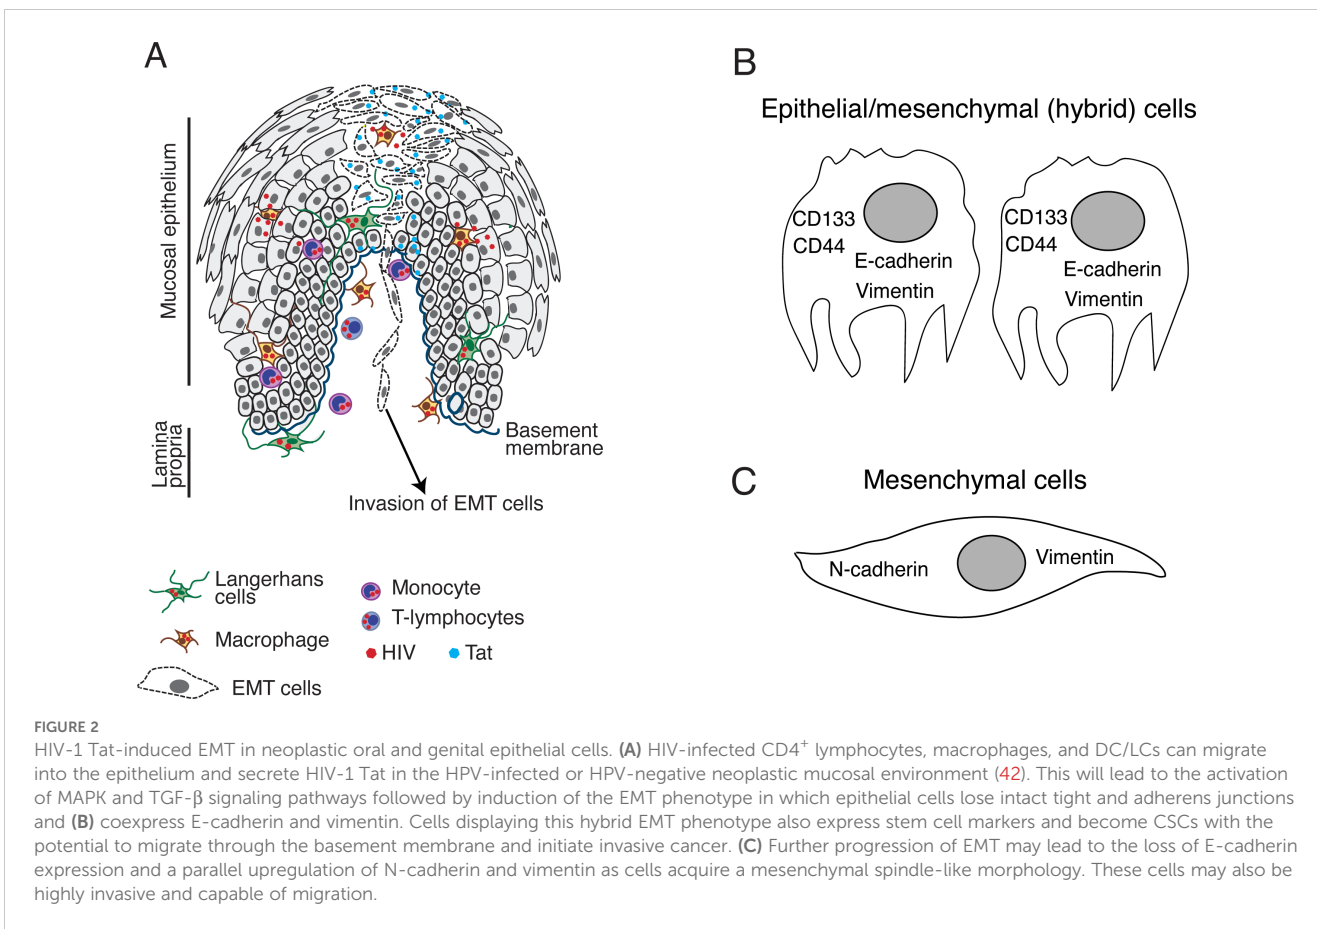 A
Mucosal epithelium
Lamina
propria
Basement
membrane
Invasion of EMT cells
Langerhans
cells
Macrophage
EMT cells
Monocyte
T-lymphocytes
HIV
Tat
B
Epithelial/mesenchymal (hybrid) cells
CD133
CD44
E-cadherin
Vimentin
CD133
CD44
E-cadherin
Vimentin
C
Mesenchymal cells
N-cadherin
Vimentin
FIGURE 2
HIV-1 Tat-induced EMT in neoplastic oral and genital epithelial cells. (A) HIV-infected CD4+ lymphocytes, macrophages, and DC/LCs can migrate
into the epithelium and secrete HIV-1 Tat in the HPV-infected or HPV-negative neoplastic mucosal environment (42). This will lead to the activation
of MAPK and TGF-β signaling pathways followed by induction of the EMT phenotype in which epithelial cells lose intact tight and adherens junctions
and (B) coexpress E-cadherin and vimentin. Cells displaying this hybrid EMT phenotype also express stem cell markers and become CSCs with the
potential to migrate through the basement membrane and initiate invasive cancer. (C) Further progression of EMT may lead to the loss of E-cadherin
expression and a parallel upregulation of N-cadherin and vimentin as cells acquire a mesenchymal spindle-like morphology. These cells may also be
highly invasive and capable of migration.